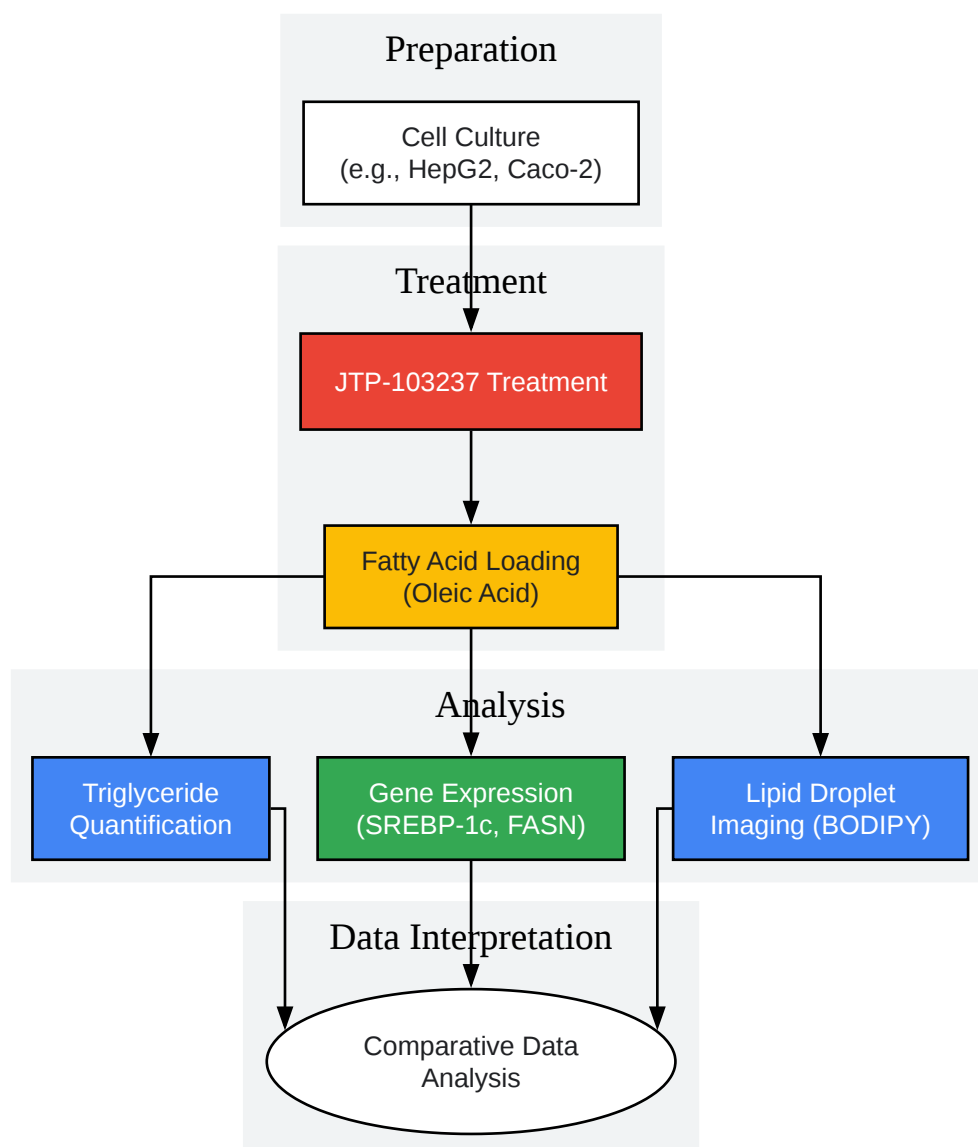 Preparation
Cell Culture
(e.g., HepG2, Caco-2)
Treatment
JTP-103237 Treatment
Fatty Acid Loading
(Oleic Acid)
Analysis
Triglyceride
Quantification
Gene Expression
(SREBP-1c, FASN)
Lipid Droplet
Imaging (BODIPY)
Data Interpretation
Comparative Data
Analysis